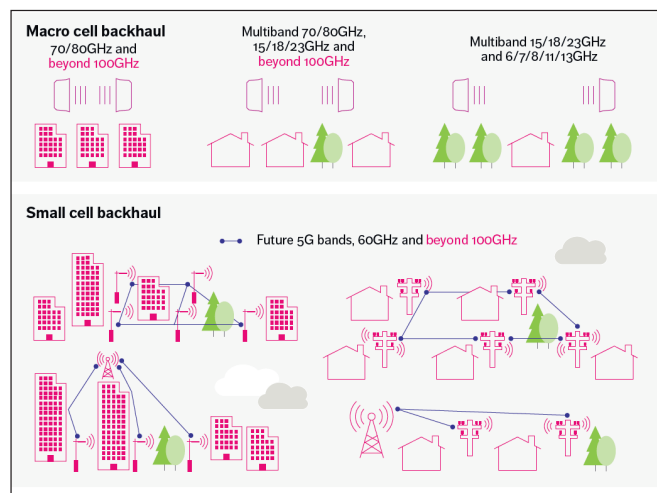 Macro cell backhaul
70/80GHz and
beyond 100GHz
Multiband 70/80GHz,
15/18/23GHz and
beyond 100GHz
Multiband 15/18/23GHz
and 6/7/8/11/13GHz
Small cell backhaul
Future 5G bands, 60GHz and beyond 100GHz